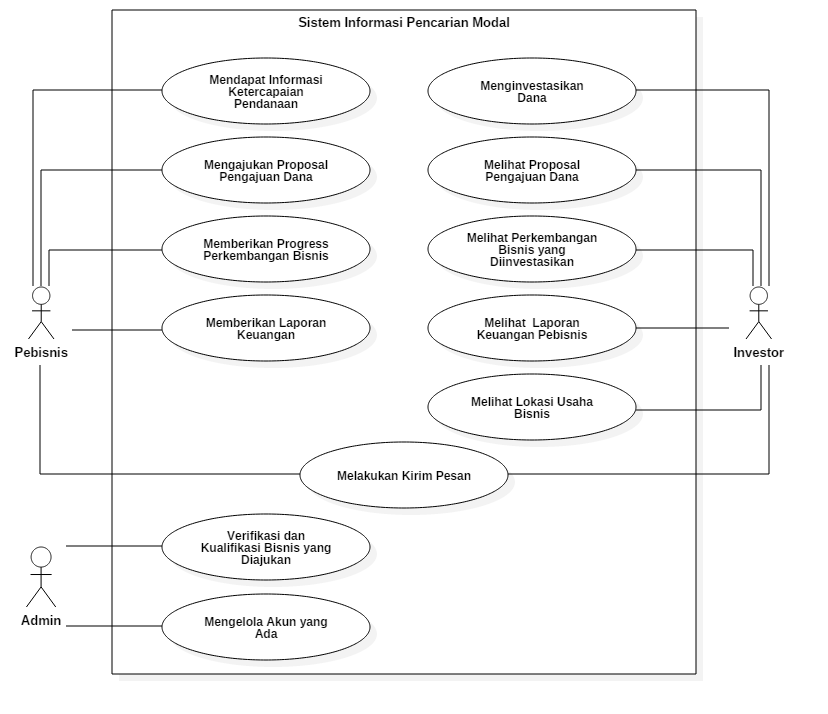 Sistem Informasi Pencarian Modal
Mendapat Informasi
Ketercapaian
Pendanaan
Menginvestasikan
Dana
Mengajukan Proposal
Pengajuan Dana
Melihat Proposal
Pengajuan Dana
Memberikan Progress
Perkembangan Bisnis
Melihat Perkembangan
Bisnis yang
Diinvestasikan
Memberikan Laporan
Keuangan
Melihat  Laporan
Keuangan Pebisnis
Pebisnis
Investor
Melihat Lokasi Usaha
Bisnis
Melakukan Kirim Pesan
Verifikasi dan
Kualifikasi Bisnis yang
Diajukan
Admin
Mengelola Akun yang
Ada